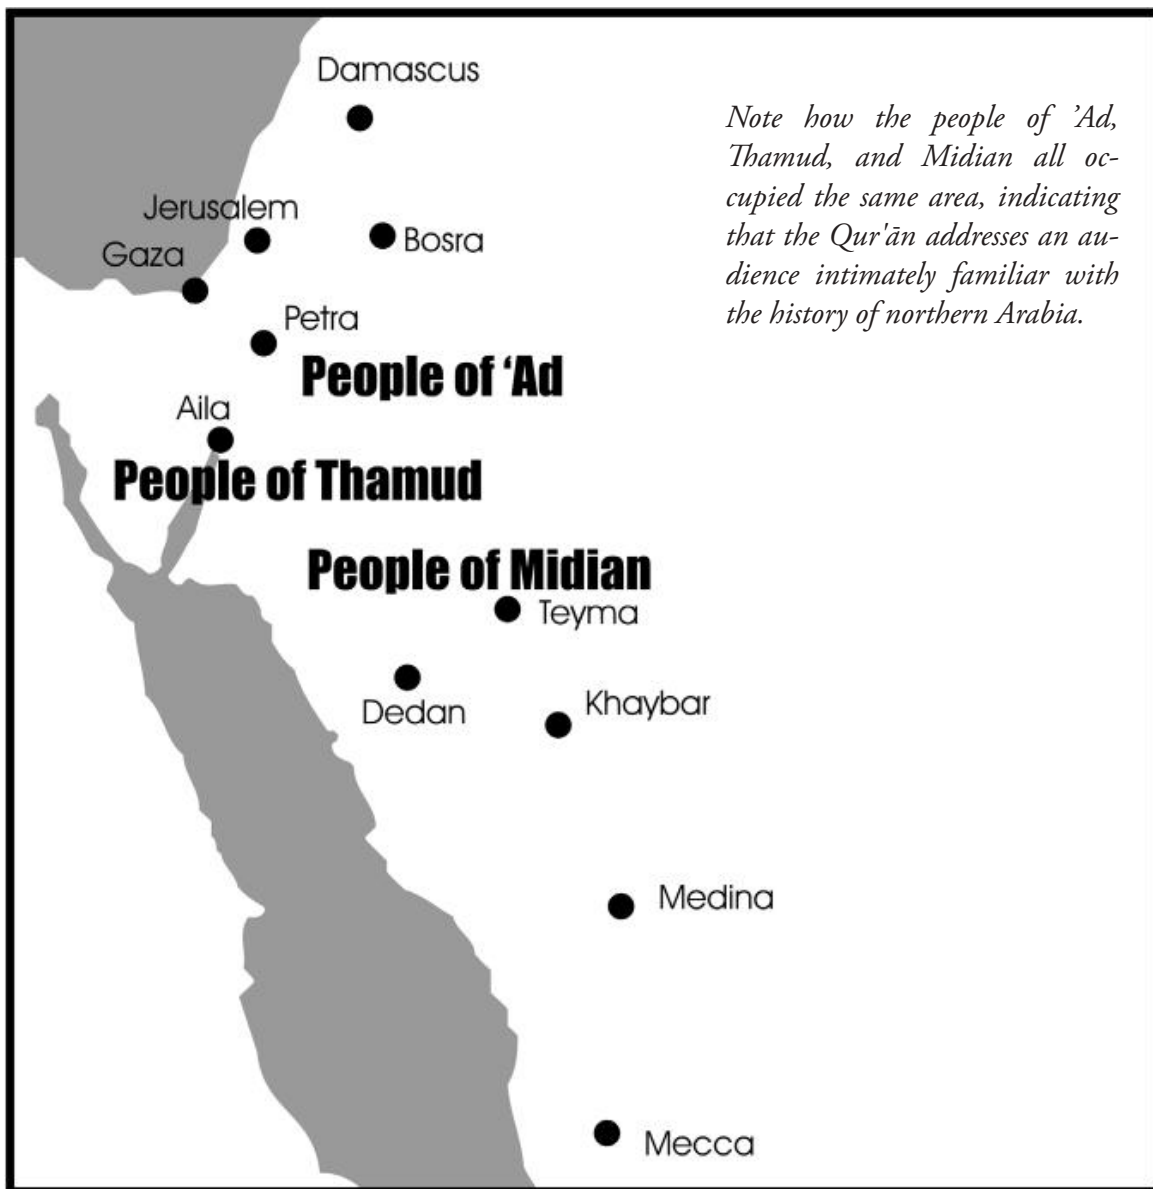 Damascus
Note how the people of ’Ad,
Thamud, and Midian all oc-
cupied the same area, indicating
that the Qur'ān addresses an au-
dience intimately familiar with
the history of northern Arabia.
Jerusalem
Bosra
Gaza
Petra
People of ‘Ad
Aila
People of Thamud
People of Midian
Teyma
Khaybar
Dedan
Medina
Mecca